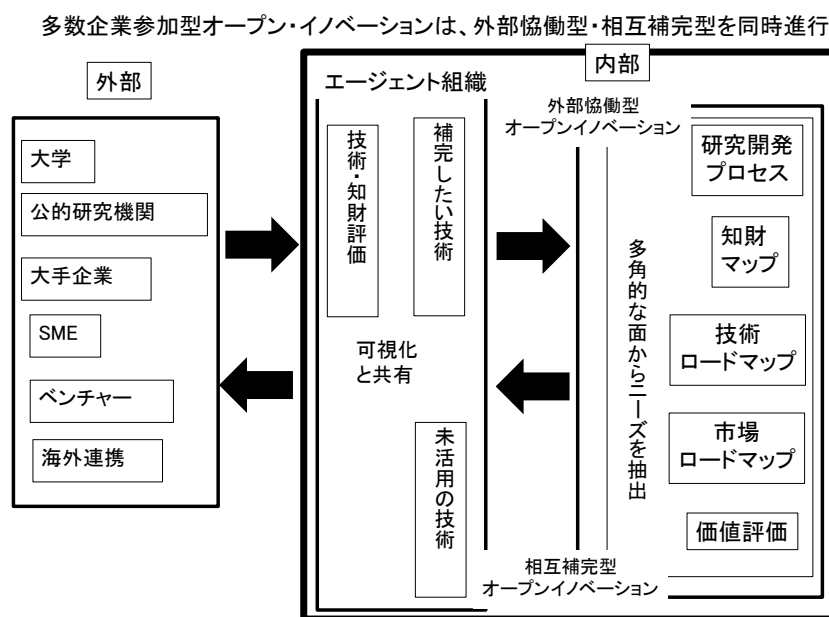 多数企業参加型オープン・イノベーションは、外部恊働型・相互補完型を同時進行
外部
大学
公的研究機関
大手企業
SME
ベンチャー
海外連携
内部
エージェント組織
技術・知財評価
補完したい技術
可視化
と共有
未活用の技術
外部恊働型
オープンイノベーション
多角的な面からニーズを抽出
研究開発
プロセス
知財
マップ
技術
ロードマップ
市場
ロードマップ
価値評価
相互補完型
オープンイノベーション